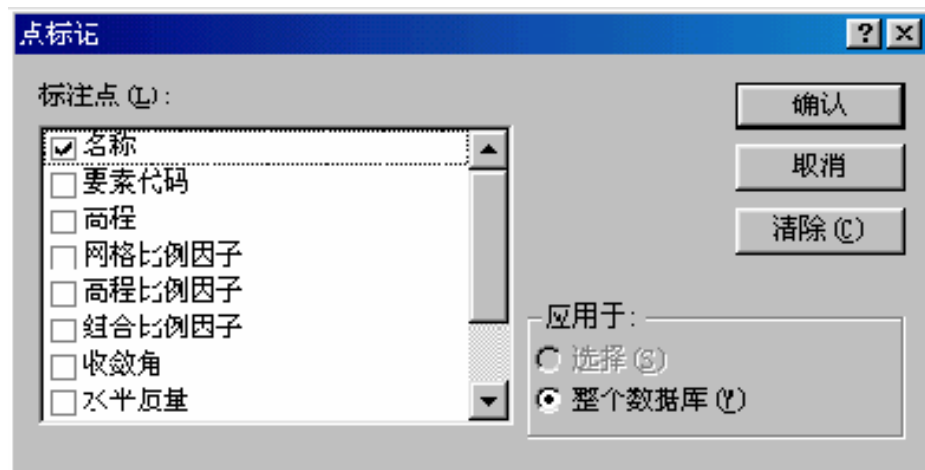 点标记
标注点(L):
名称
要素代码
高程
网格比例因子
高程比例因子
组合比例因子
收敛角
水平质量
确认
取消
清除(C)
应用于:
选择(S)
整个数据库(Y)